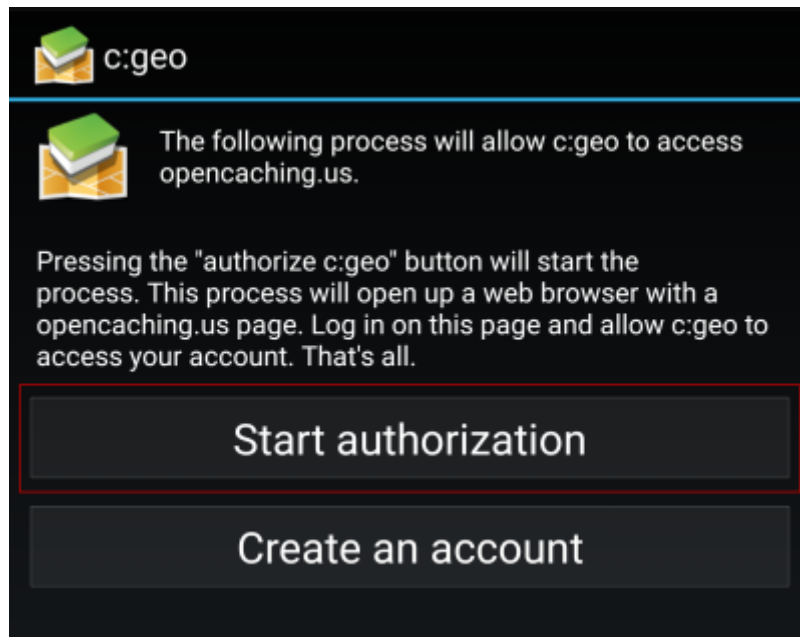 c:geo
The following process will allow c:geo to access
opencaching.us.
Pressing the "authorize c:geo" button will start the
process. This process will open up a web browser with a
opencaching.us page. Log in on this page and allow c:geo to
access your account. That's all.
Start authorization
Create an account